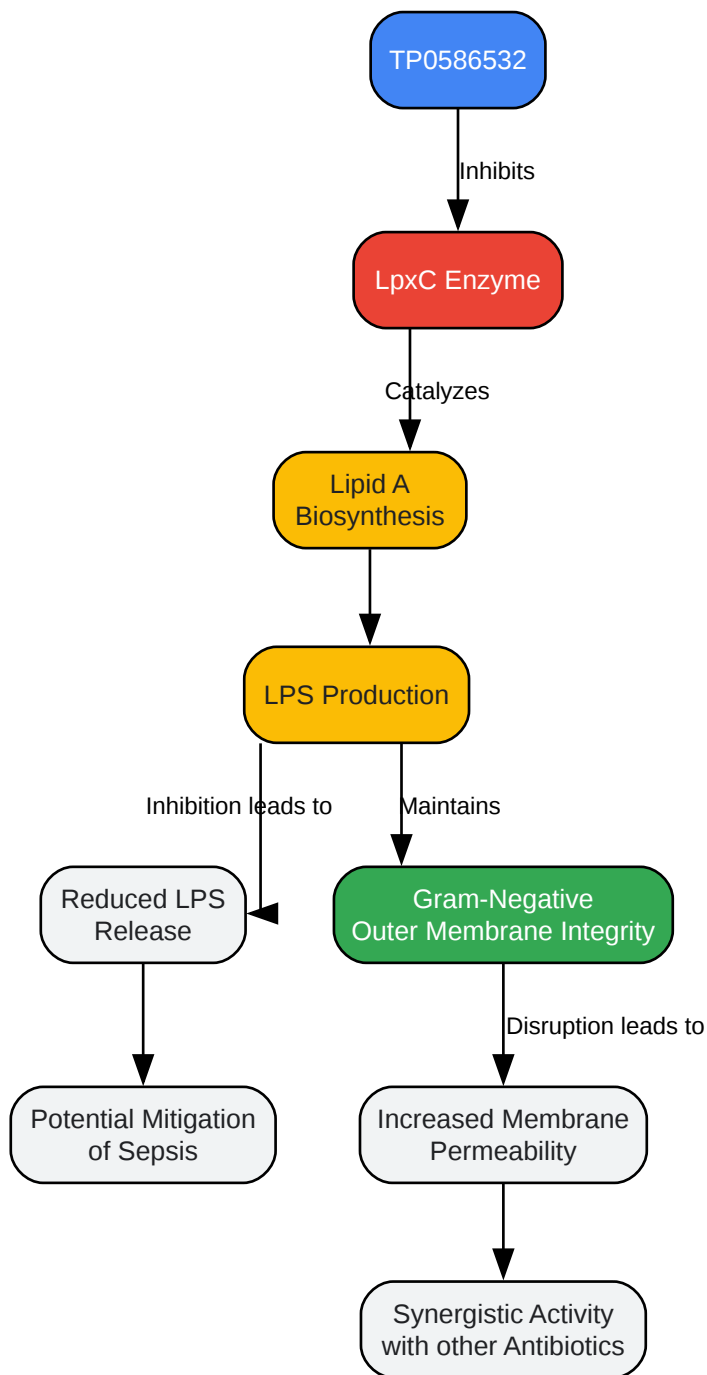 TP0586532
Inhibits
LpxC Enzyme
Catalyzes
Lipid A
Biosynthesis
LPS Production
Inhibition leads to
Maintains
Reduced LPS
Release
Gram-Negative
Outer Membrane Integrity
Disruption leads to
Potential Mitigation
of Sepsis
Increased Membrane
Permeability
Synergistic Activity
with other Antibiotics